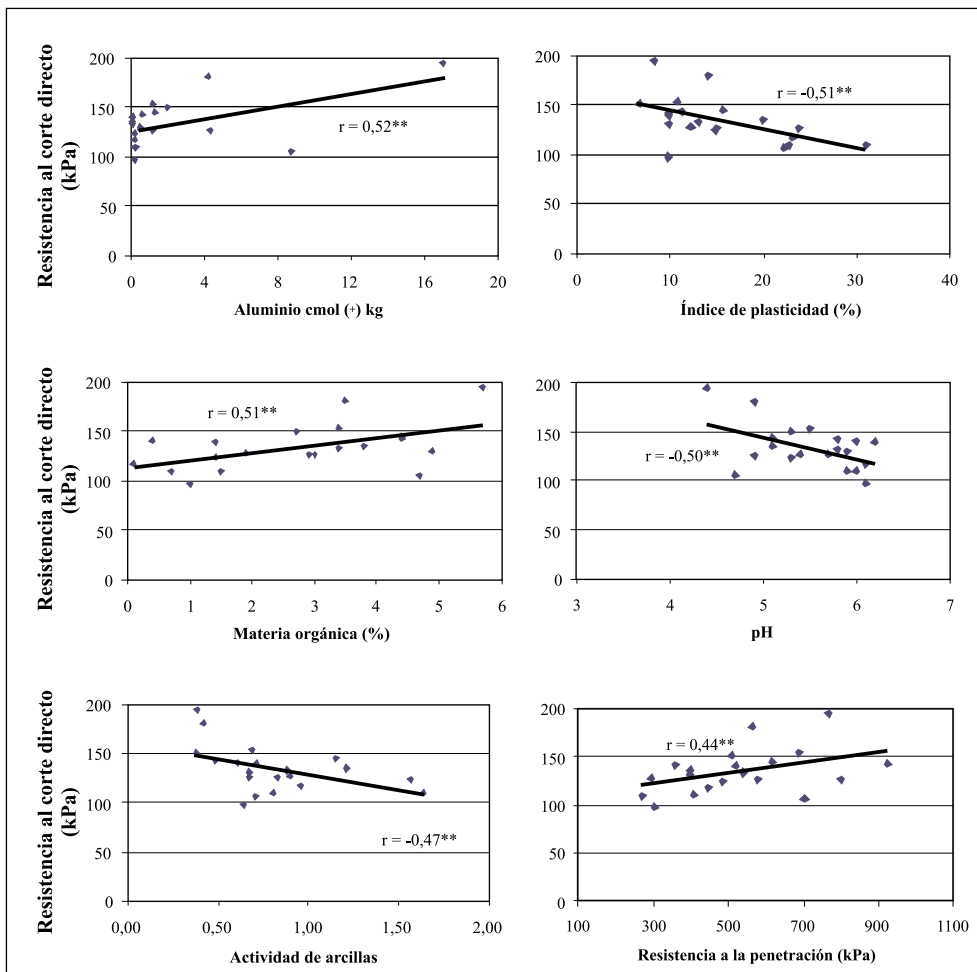 Resistencia al corte directo
(kPa)
200
150
100
50
0
r = 0,52**
0 4 8 12 16 20
Aluminio cmol (+) kg
200
150
100
50
0
r = -0,51**
0 10 20 30 40
Índice de plasticidad (%)
Resistencia al corte directo
(kPa)
200
150
100
50
0
r = 0,51**
0 1 2 3 4 5 6
Materia orgánica (%)
200
150
100
50
0
r = -0,50**
3 4 5 6 7
pH
Resistencia al corte directo
(kPa)
200
150
100
50
0
r = -0,47**
0,00 0,50 1,00 1,50 2,00
Actividad de arcillas
200
150
100
50
0
r = 0,44**
100 300 500 700 900 1100
Resistencia a la penetración (kPa)